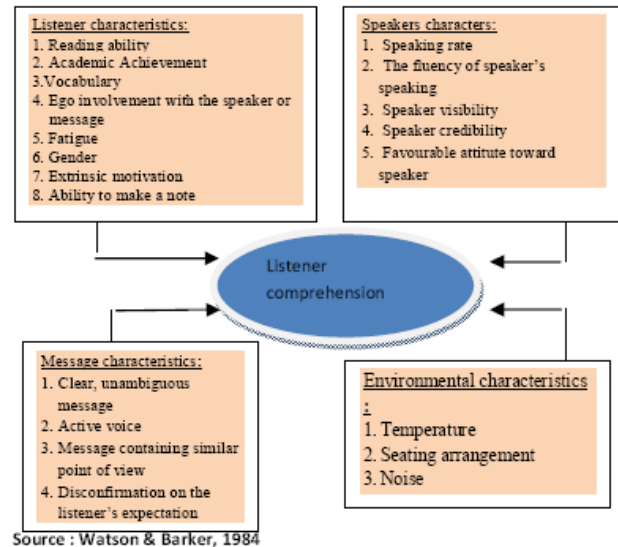 Listener characteristics:
1. Reading ability
2. Academic Achievement
3.Vocabulary
4. Ego involvement with the speaker or
message
5. Fatigue
6. Gender
7. Extrinsic motivation
8. Ability to make a note
Speakers characters:
1. Speaking rate
2. The fluency of speaker's
speaking
3. Speaker visibility
4. Speaker credibility
5. Favourable attitute toward
speaker
Listener
comprehension
Message characteristics:
1. Clear, unambiguous
message
2. Active voice
3. Message containing similar
point of view
4. Disconfirmation on the
listener's expectation
Environmental characteristics
:
1. Temperature
2. Seating arrangement
3. Noise
Source : Watson & Barker, 1984